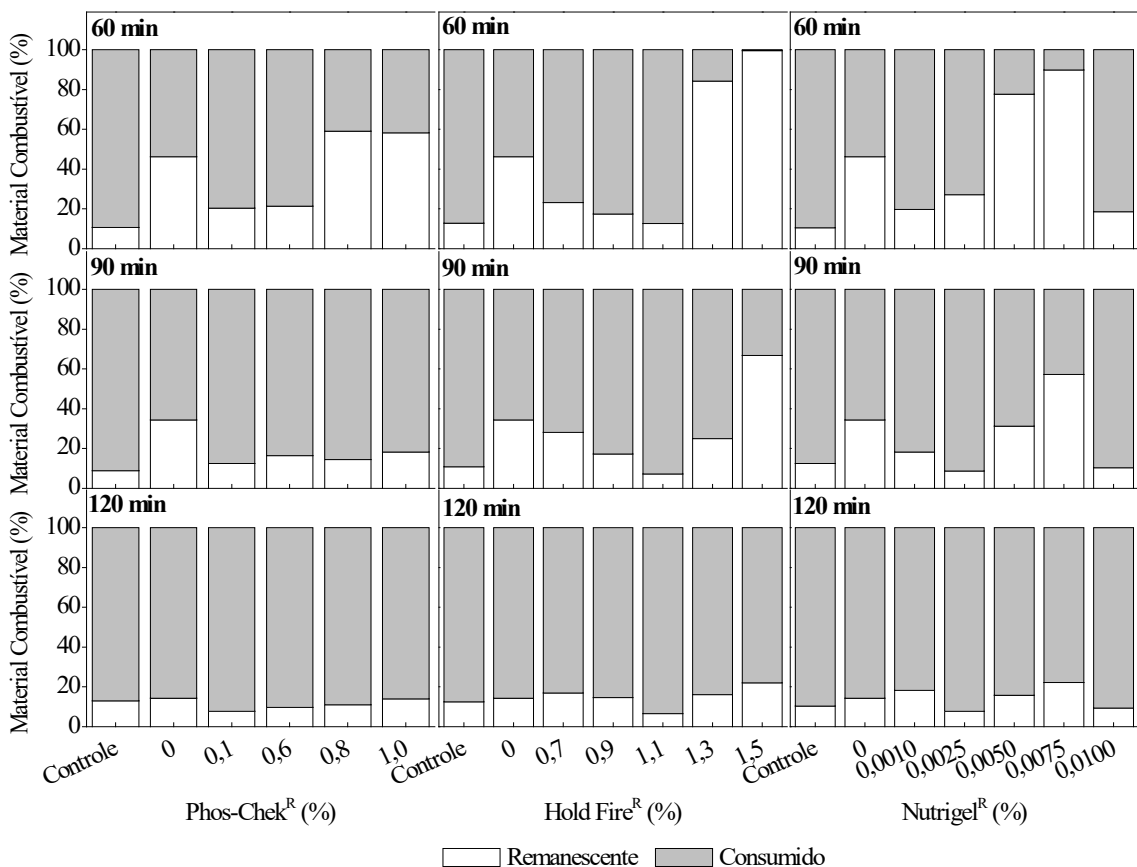 60 min 60 min 60 min
Material Combustível (%)
100
80
60
40
20
0
90 min 90 min 90 min
Material Combustível (%)
100
80
60
40
20
0
120 min 120 min 120 min
Material Combustível (%)
100
80
60
40
20
0
Controle 0 0,1 0,6 0,8 1,0 Controle 0 0,7 0,9 1,1 1,3 1,5 Controle 0 0,0010 0,0025 0,0050 0,0075 0,0100
Phos-Chek^R (%) Hold Fire^R (%) Nutrigel^R (%)
Remanescente Consumido